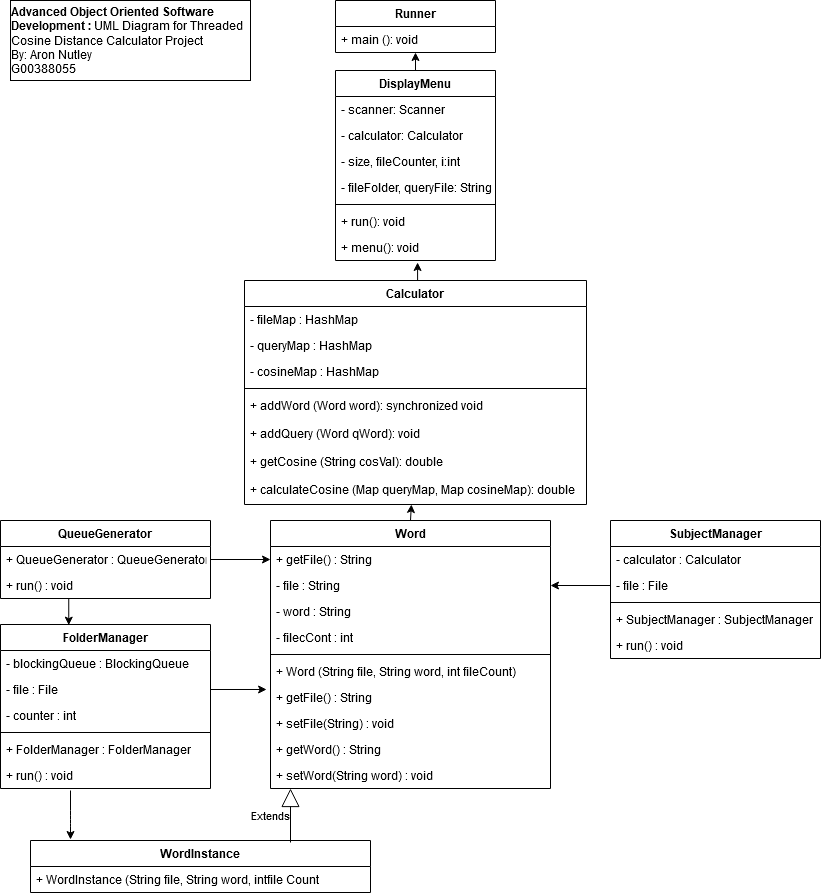 Advanced Object Oriented Software
Development : UML Diagram for Threaded
Cosine Distance Calculator Project
By: Aron Nutley
G00388055
Runner
+ main (): void
DisplayMenu
- scanner: Scanner
- calculator: Calculator
- size, fileCounter, i:int
- fileFolder, queryFile: String
+ run(): void
+ menu(): void
Calculator
- fileMap : HashMap
- queryMap : HashMap
- cosineMap : HashMap
+ addWord (Word word): synchronized void
+ addQuery (Word qWord): void
+ getCosine (String cosVal): double
+ calculateCosine (Map queryMap, Map cosineMap): double
QueueGenerator
+ QueueGenerator : QueueGenerator
+ run() : void
FolderManager
- blockingQueue : BlockingQueue
- file : File
- counter : int
+ FolderManager : FolderManager
+ run() : void
Word
+ getFile() : String
- file : String
- word : String
- filecCont : int
+ Word (String file, String word, int fileCount)
+ getFile() : String
+ setFile(String) : void
+ getWord() : String
+ setWord(String word) : void
SubjectManager
- calculator : Calculator
- file : File
+ SubjectManager : SubjectManager
+ run() : void
Extends
WordInstance
+ WordInstance (String file, String word, intfile Count